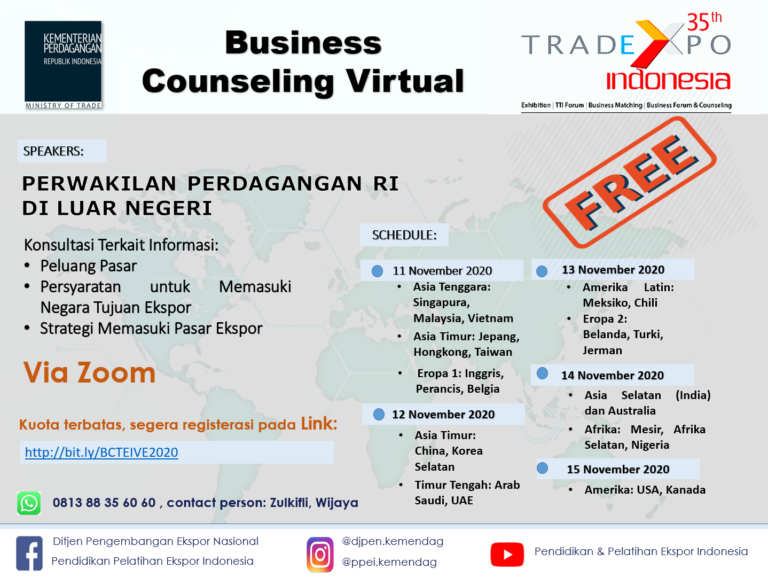 KEMENTERIAN
PERDAGANGAN
REPUBLIK INDONESIA
MINISTRY OF TRADE
Business
Counseling Virtual
35th
TRADEXPO
indonesia
Exhibition | TTI Forum | Business Matching | Business Forum & Counseling
SPEAKERS:
PERWAKILAN PERDAGANGAN RI
DI LUAR NEGERI
Konsultasi Terkait Informasi:
• Peluang Pasar
• Persyaratan untuk Memasuki
Negara Tujuan Ekspor
• Strategi Memasuki Pasar Ekspor
Via Zoom
Kuota terbatas, segera registerasi pada Link:
http://bit.ly/BCTEIVE2020
0813 88 35 60 60 , contact person: Zulkifli, Wijaya
FREE
SCHEDULE:
11 November 2020
• Asia Tenggara:
Singapura,
Malaysia, Vietnam
• Asia Timur: Jepang,
Hongkong, Taiwan
• Eropa 1: Inggris,
Perancis, Belgia
12 November 2020
• Asia Timur:
China, Korea
Selatan
• Timur Tengah: Arab
Saudi, UAE
13 November 2020
• Amerika Latin:
Meksiko, Chili
• Eropa 2:
Belanda, Turki,
Jerman
14 November 2020
• Asia Selatan (India)
dan Australia
• Afrika: Mesir, Afrika
Selatan, Nigeria
15 November 2020
• Amerika: USA, Kanada
Ditjen Pengembangan Ekspor Nasional
Pendidikan Pelatihan Ekspor Indonesia
@djpen.kemendag
@ppei.kemendag
Pendidikan & Pelatihan Ekspor Indonesia